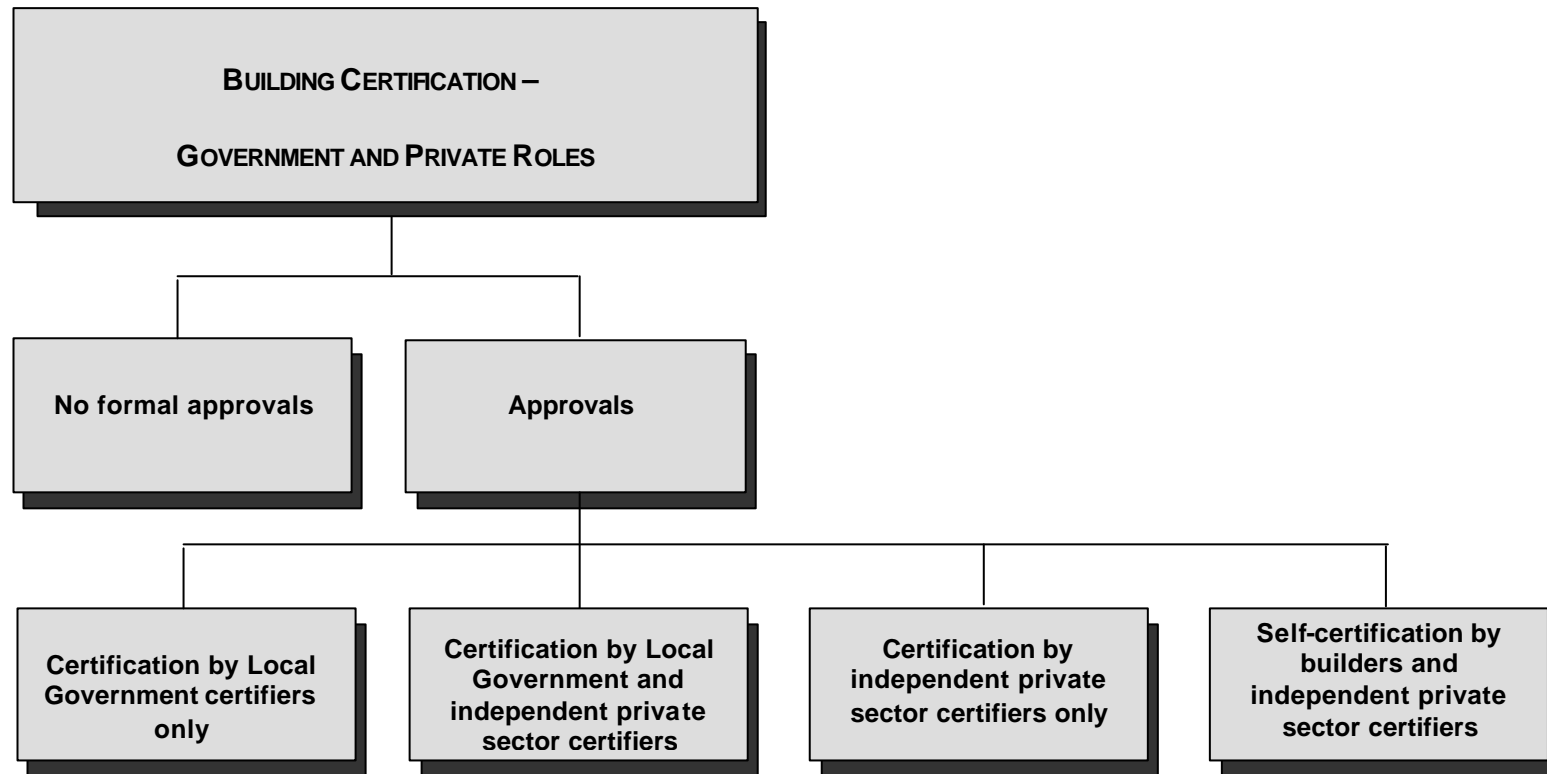 BUILDING CERTIFICATION –
GOVERNMENT AND PRIVATE ROLES
No formal approvals
Approvals
Certification by Local
Government certifiers
only
Certification by Local
Government and
independent private
sector certifiers
Certification by
independent private
sector certifiers only
Self-certification by
builders and
independent private
sector certifiers